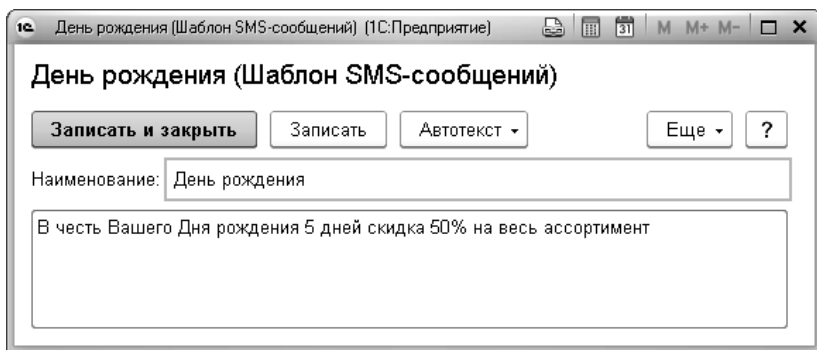 1С День рождения (Шаблон SMS-сообщений) (1С:Предприятие) 31 M M+ M-
День рождения (Шаблон SMS-сообщений)
Записать и закрыть Записать Автотекст Еще ?
Наименование: День рождения
В честь Вашего Дня рождения 5 дней скидка 50% на весь ассортимент